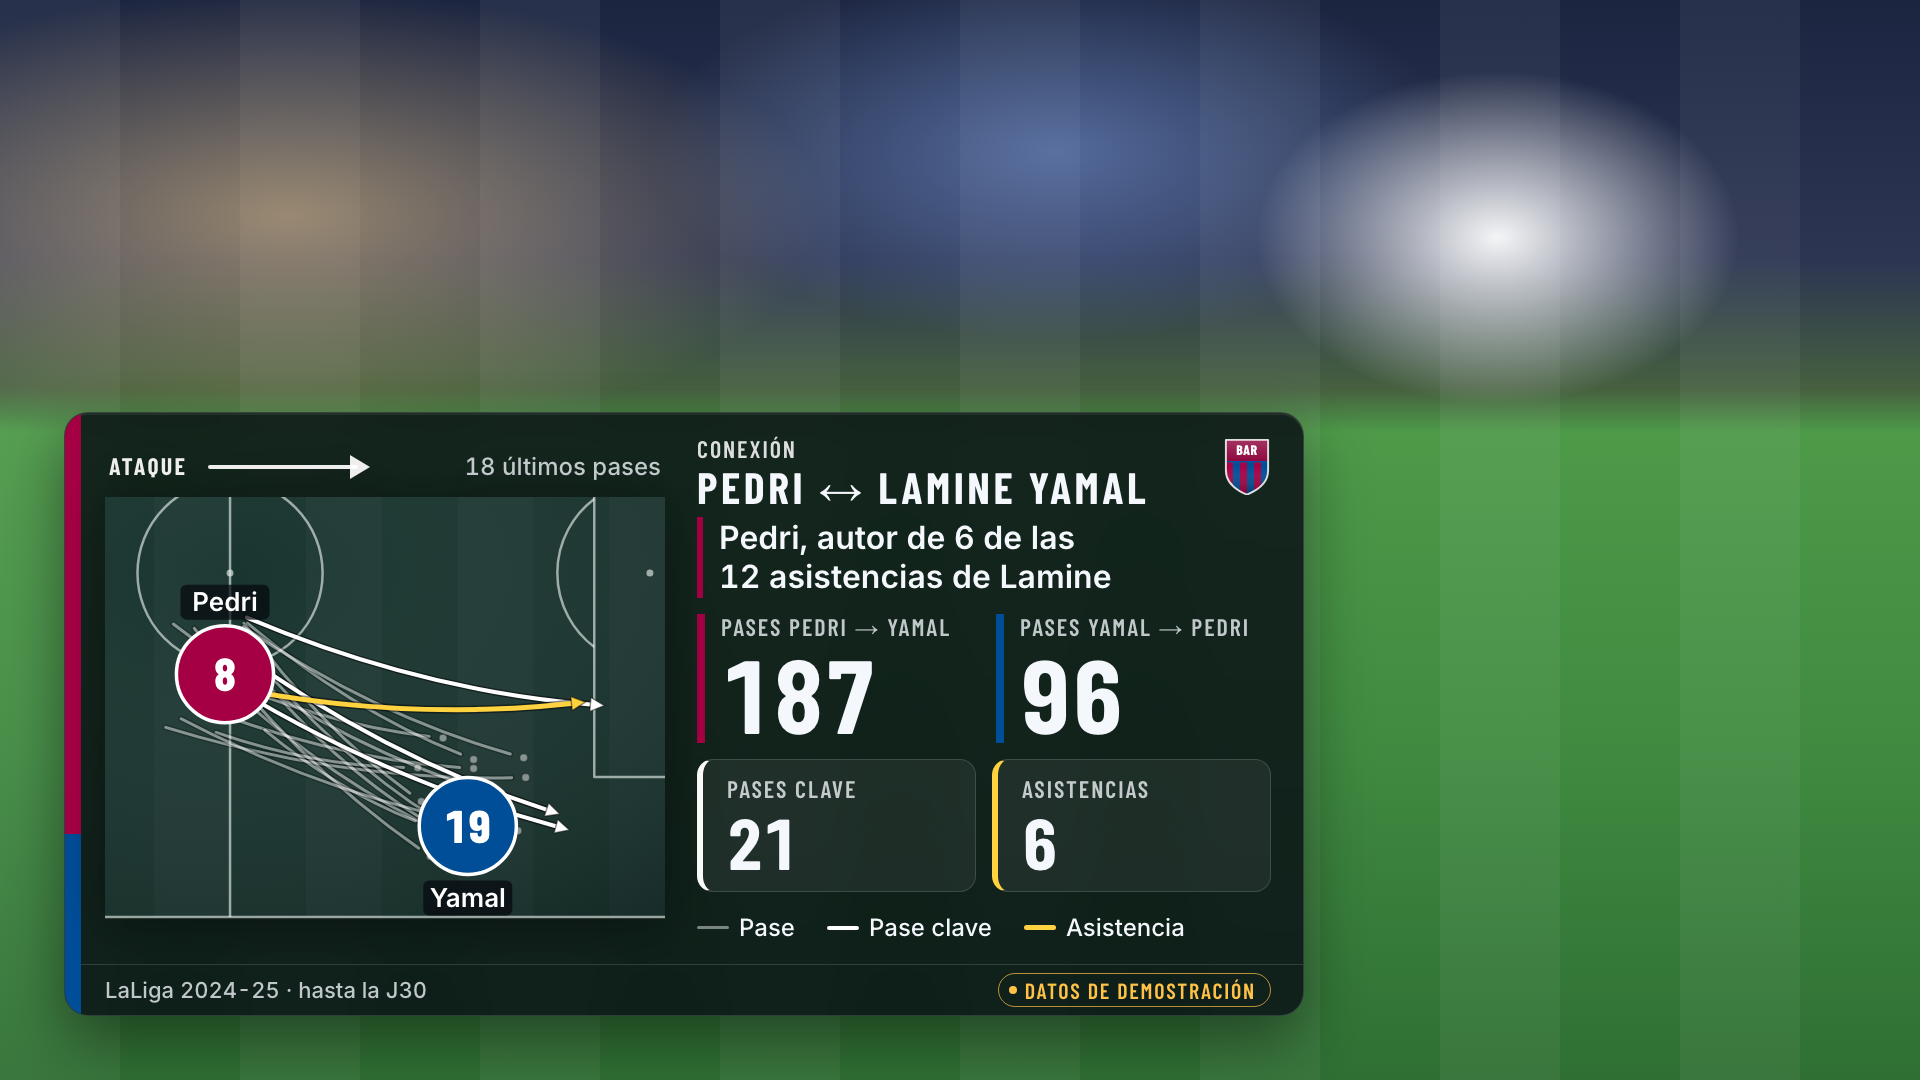 ATAQUE
18 últimos pases
Pedri
8
19
Yamal
CONEXIÓN
PEDRI ↔ LAMINE YAMAL
BAR
Pedri, autor de 6 de las
12 asistencias de Lamine
PASES PEDRI → YAMAL
187
PASES YAMAL → PEDRI
96
PASES CLAVE
21
ASISTENCIAS
6
Pase
Pase clave
Asistencia
LaLiga 2024-25 · hasta la J30
DATOS DE DEMOSTRACIÓN